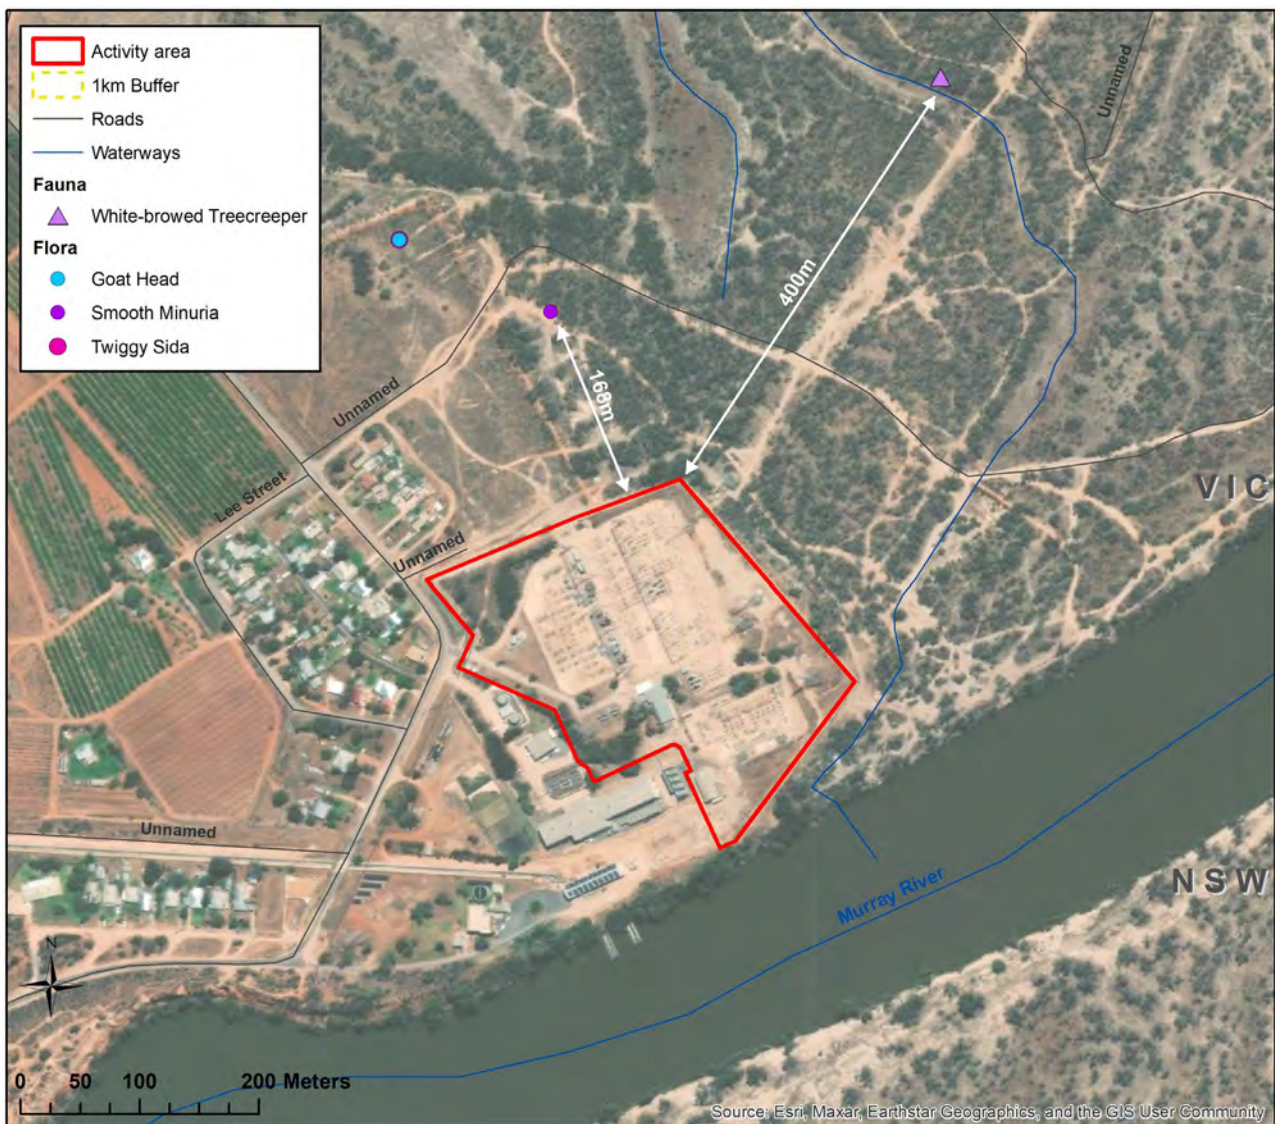 Activity area
1km Buffer
Roads
Waterways
Fauna
White-browed Treecreeper
Flora
Goat Head
Smooth Minuria
Twiggy Sida
Unnamed
400m
168m
Unnamed
Lee Street
Unnamed
VIC
Unnamed
Murray River
NSW
N
0 50 100 200 Meters
Source: Esri, Maxar, Earthstar Geographics, and the GIS User Community